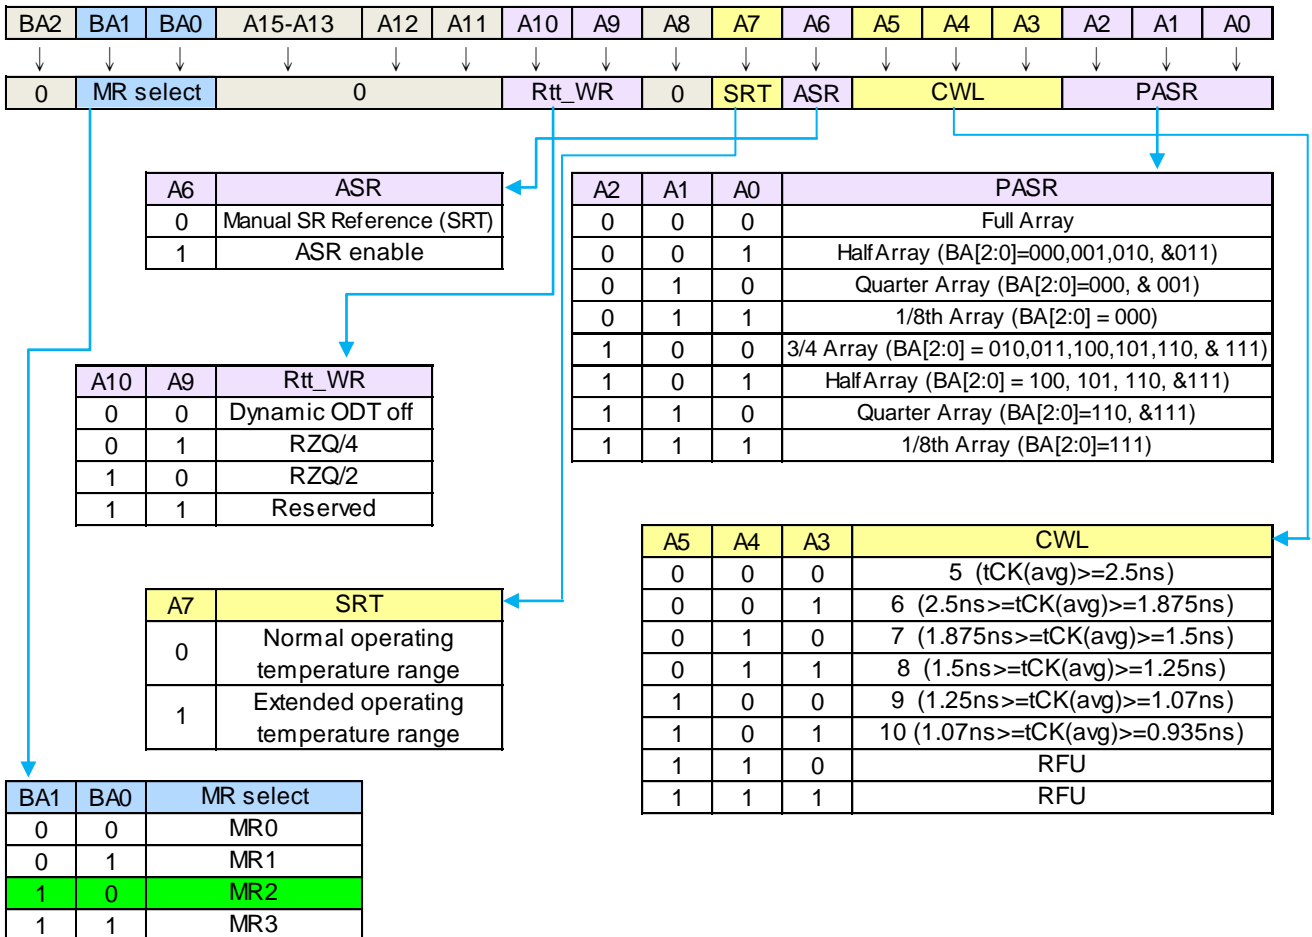 BA2 BA1 BA0 A15-A13 A12 A11 A10 A9 A8 A7 A6 A5 A4 A3 A2 A1 A0
0 MR select 0 Rtt_WR 0 SRT ASR CWL PASR
A6 ASR
0 Manual SR Reference (SRT)
1 ASR enable
A2 A1 A0 PASR
0 0 0 Full Array
0 0 1 Half Array (BA[2:0]=000,001,010, &011)
0 1 0 Quarter Array (BA[2:0]=000, & 001)
0 1 1 1/8th Array (BA[2:0] = 000)
1 0 0 3/4 Array (BA[2:0] = 010,011,100,101,110, & 111)
1 0 1 Half Array (BA[2:0] = 100, 101, 110, &111)
1 1 0 Quarter Array (BA[2:0]=110, &111)
1 1 1 1/8th Array (BA[2:0]=111)
A10 A9 Rtt_WR
0 0 Dynamic ODT off
0 1 RZQ/4
1 0 RZQ/2
1 1 Reserved
A5 A4 A3 CWL
0 0 0 5 (tCK(avg)>=2.5ns)
0 0 1 6 (2.5ns>=tCK(avg)>=1.875ns)
0 1 0 7 (1.875ns>=tCK(avg)>=1.5ns)
0 1 1 8 (1.5ns>=tCK(avg)>=1.25ns)
1 0 0 9 (1.25ns>=tCK(avg)>=1.07ns)
1 0 1 10 (1.07ns>=tCK(avg)>=0.935ns)
1 1 0 RFU
1 1 1 RFU
A7 SRT
0 Normal operating
temperature range
1 Extended operating
temperature range
BA1 BA0 MR select
0 0 MR0
0 1 MR1
1 0 MR2
1 1 MR3